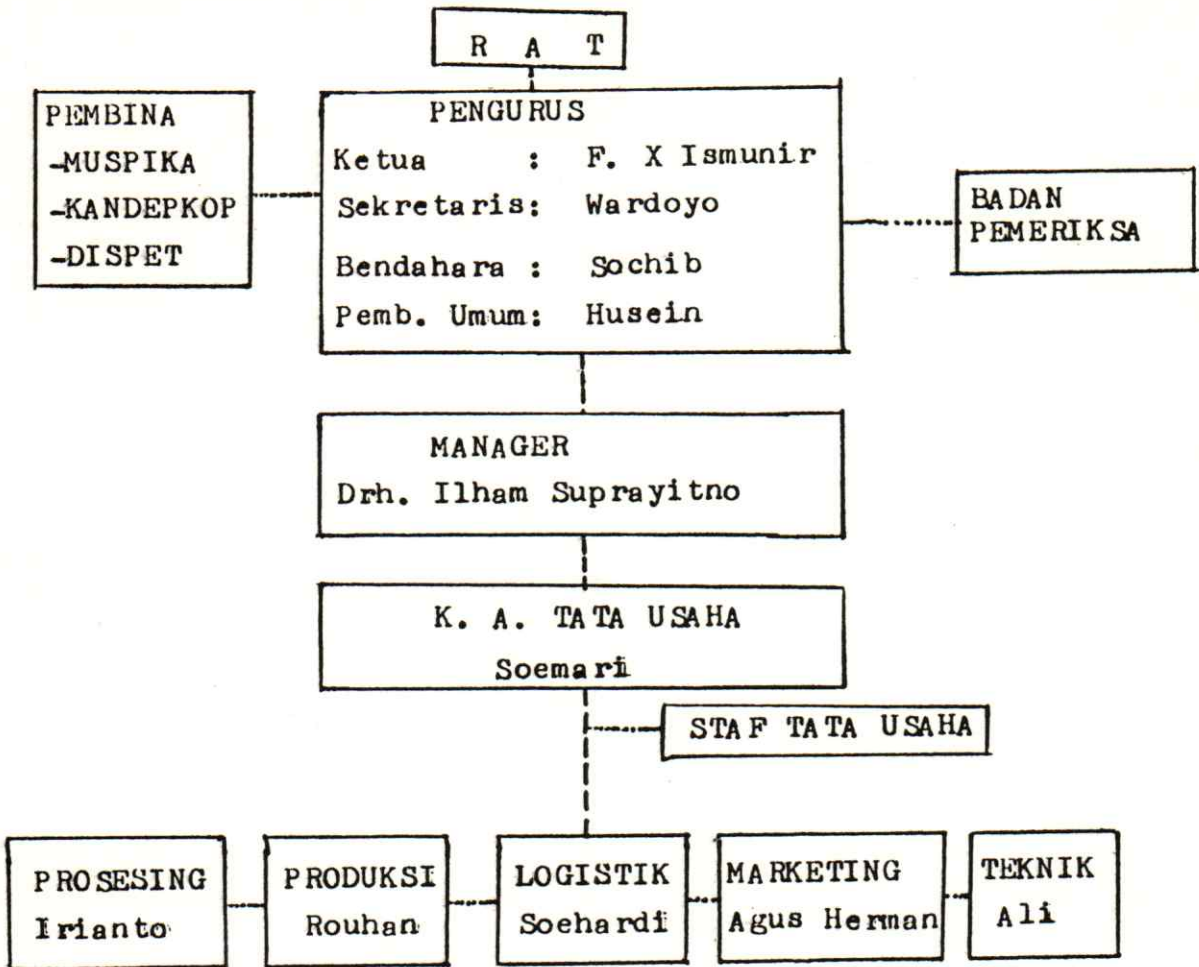 R A T
PEMBINA
-MUSPIKA
-KANDEPKOP
-DISPET
PENGURUS
Ketua : F. X Ismunir
Sekretaris: Wardoyo
Bendahara : Sochib
Pemb. Umum: Husein
BADAN
PEMERIKSA
MANAGER
Drh. Ilham Suprayitno
K. A. TATA USAHA
Soemari
STAF TATA USAHA
PROSESING
Irianto
PRODUKSI
Rouhan
LOGISTIK
Soehardi
MARKETING
Agus Herman
TEKNIK
Ali